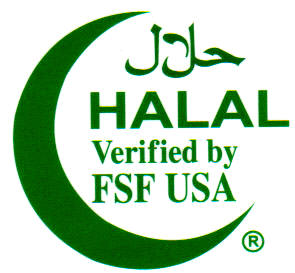 حلال
HALAL
Verified by
FSF USA
®